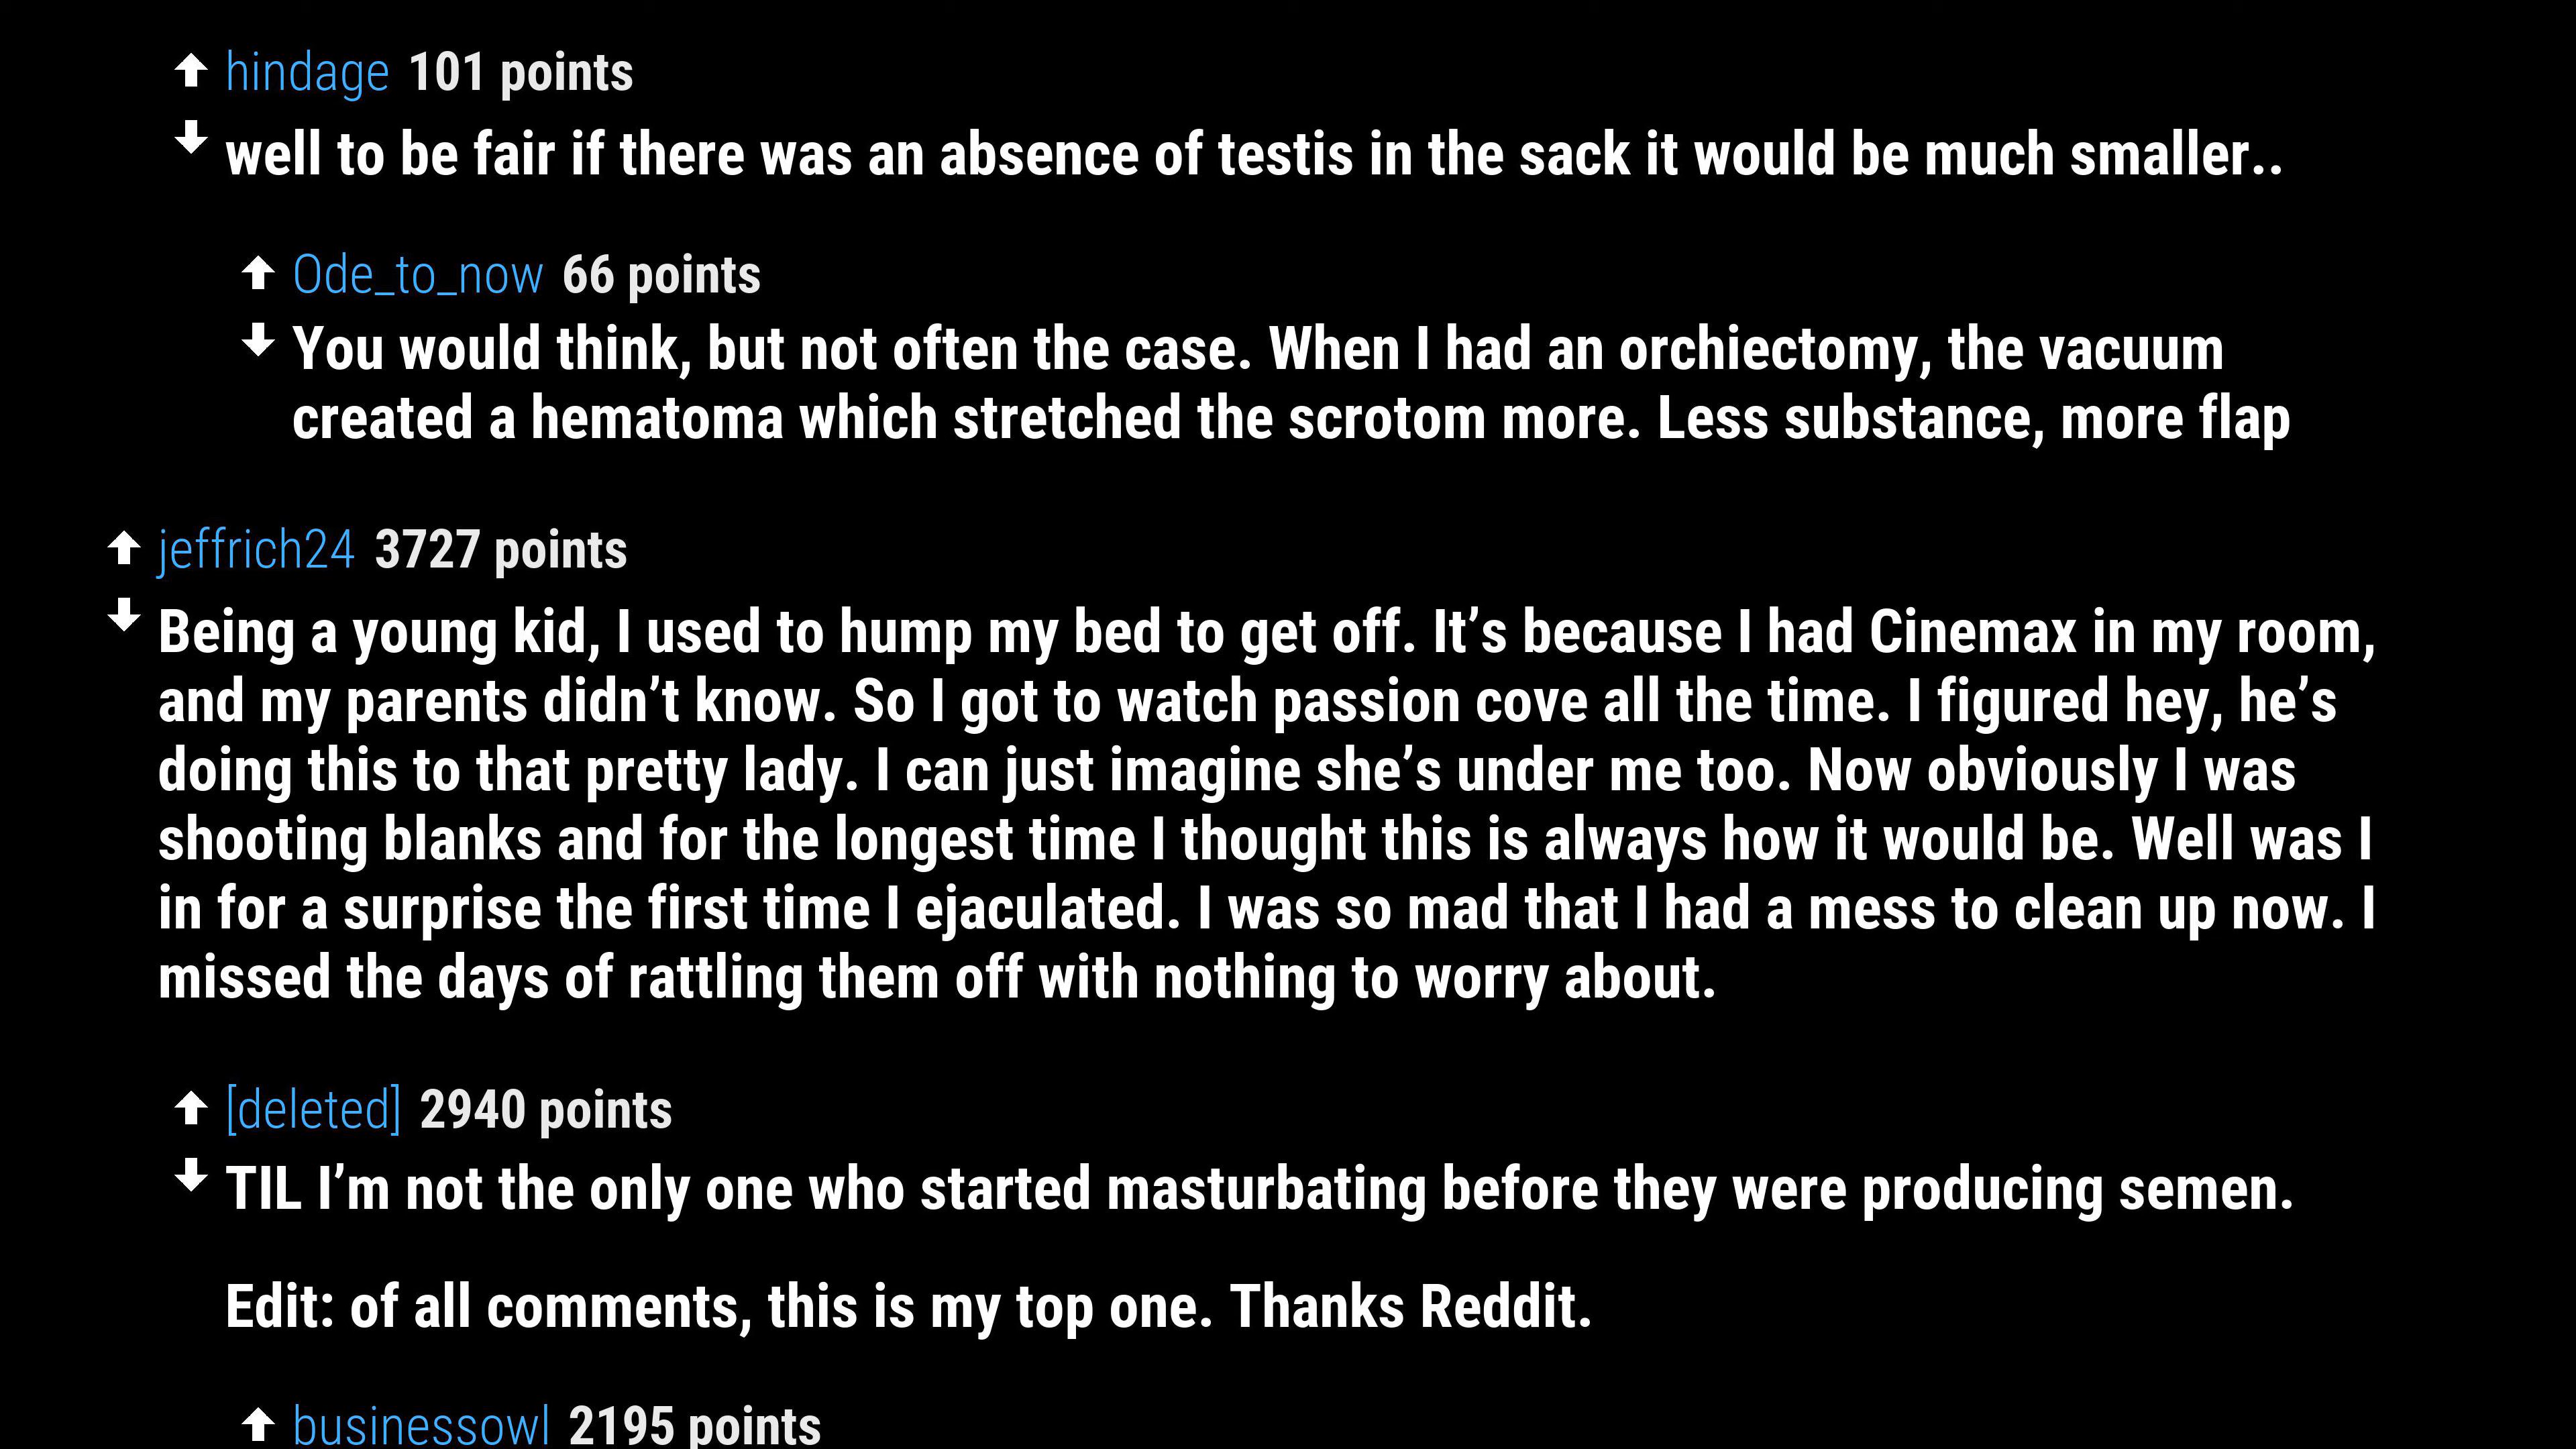 hindage 101 points
well to be fair if there was an absence of testis in the sack it would be much smaller..
Ode_to_now 66 points
You would think, but not often the case. When I had an orchiectomy, the vacuum
created a hematoma which stretched the scrotom more. Less substance, more flap
jeffrich24 3727 points
Being a young kid, I used to hump my bed to get off. It’s because I had Cinemax in my room,
and my parents didn’t know. So I got to watch passion cove all the time. I figured hey, he’s
doing this to that pretty lady. I can just imagine she’s under me too. Now obviously I was
shooting blanks and for the longest time I thought this is always how it would be. Well was I
in for a surprise the first time I ejaculated. I was so mad that I had a mess to clean up now. I
missed the days of rattling them off with nothing to worry about.
[deleted] 2940 points
TIL I’m not the only one who started masturbating before they were producing semen.
Edit: of all comments, this is my top one. Thanks Reddit.
businessowl 2195 points